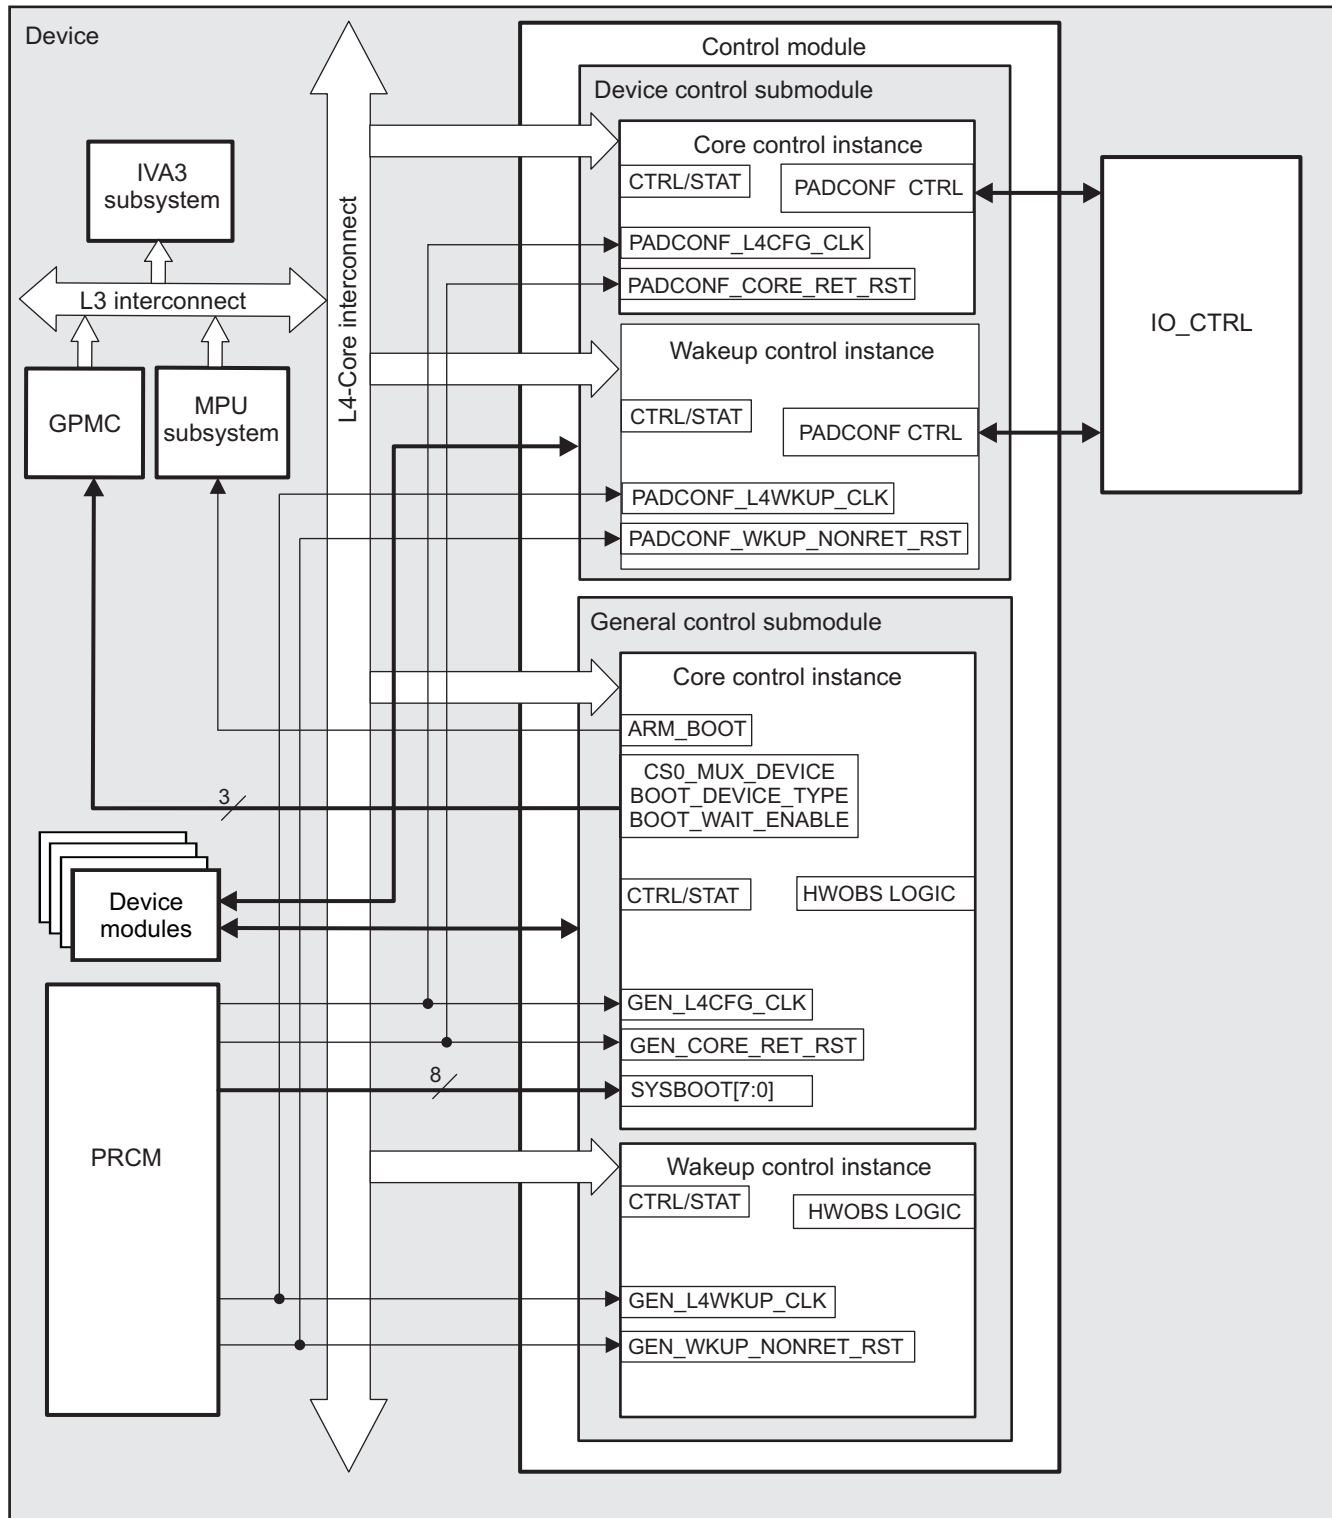 Device
Control module
Device control submodule
Core control instance
CTRL/STAT
PADCONF CTRL
PADCONF_L4CFG_CLK
PADCONF_CORE_RET_RST
IVA3
subsystem
L3 interconnect
L4-Core interconnect
GPMC
MPU
subsystem
Wakeup control instance
CTRL/STAT
PADCONF CTRL
PADCONF_L4WKUP_CLK
PADCONF_WKUP_NONRET_RST
IO_CTRL
General control submodule
Core control instance
ARM_BOOT
CS0_MUX_DEVICE
BOOT_DEVICE_TYPE
BOOT_WAIT_ENABLE
3
CTRL/STAT
HWOBS LOGIC
Device
modules
GEN_L4CFG_CLK
GEN_CORE_RET_RST
8
SYSBOOT[7:0]
PRCM
Wakeup control instance
CTRL/STAT
HWOBS LOGIC
GEN_L4WKUP_CLK
GEN_WKUP_NONRET_RST